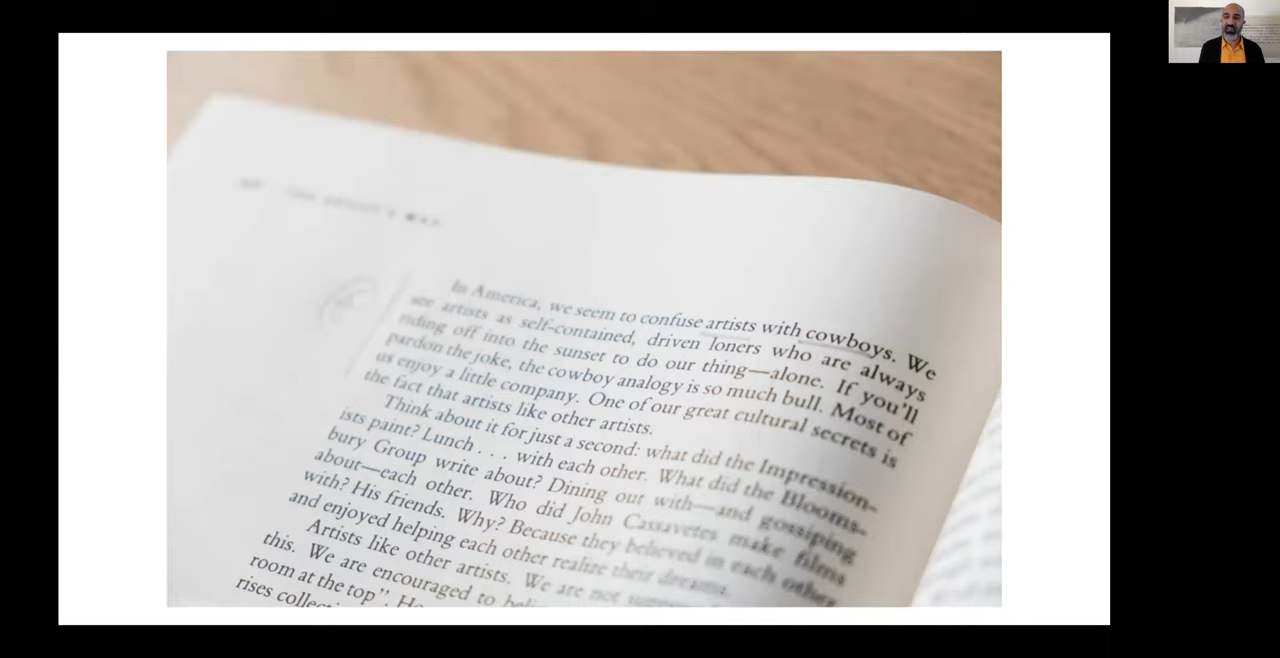 THE ARTIST'S WAY
In America, we seem to confuse artists with cowboys. We
see artists as self-contained, driven loners who are always
riding off into the sunset to do our thing—alone. If you'll
pardon the joke, the cowboy analogy is so much bull. Most of
us enjoy a little company. One of our great cultural secrets is
the fact that artists like other artists.
Think about it for just a second: what did the Impression-
ists paint? Lunch . . . with each other. What did the Blooms-
bury Group write about? Dining out with—and gossiping
about—each other. Who did John Cassavetes make films
with? His friends. Why? Because they believed in each other
and enjoyed helping each other realize their dreams.
Artists like other artists. We are not
this. We are encouraged to
room at the top".
rises